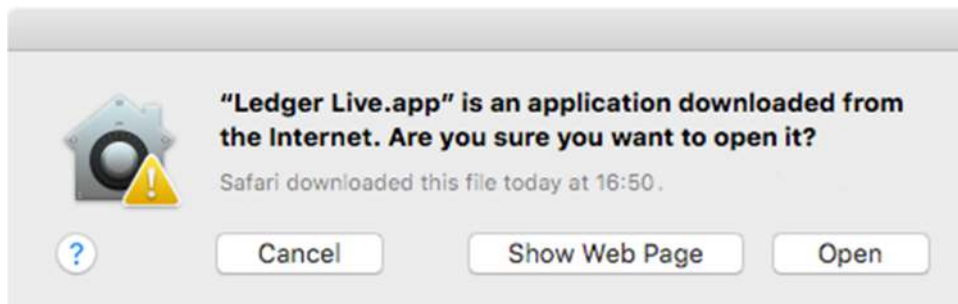 “Ledger Live.app” is an application downloaded from
the Internet. Are you sure you want to open it?
Safari downloaded this file today at 16:50.
?
Cancel
Show Web Page
Open